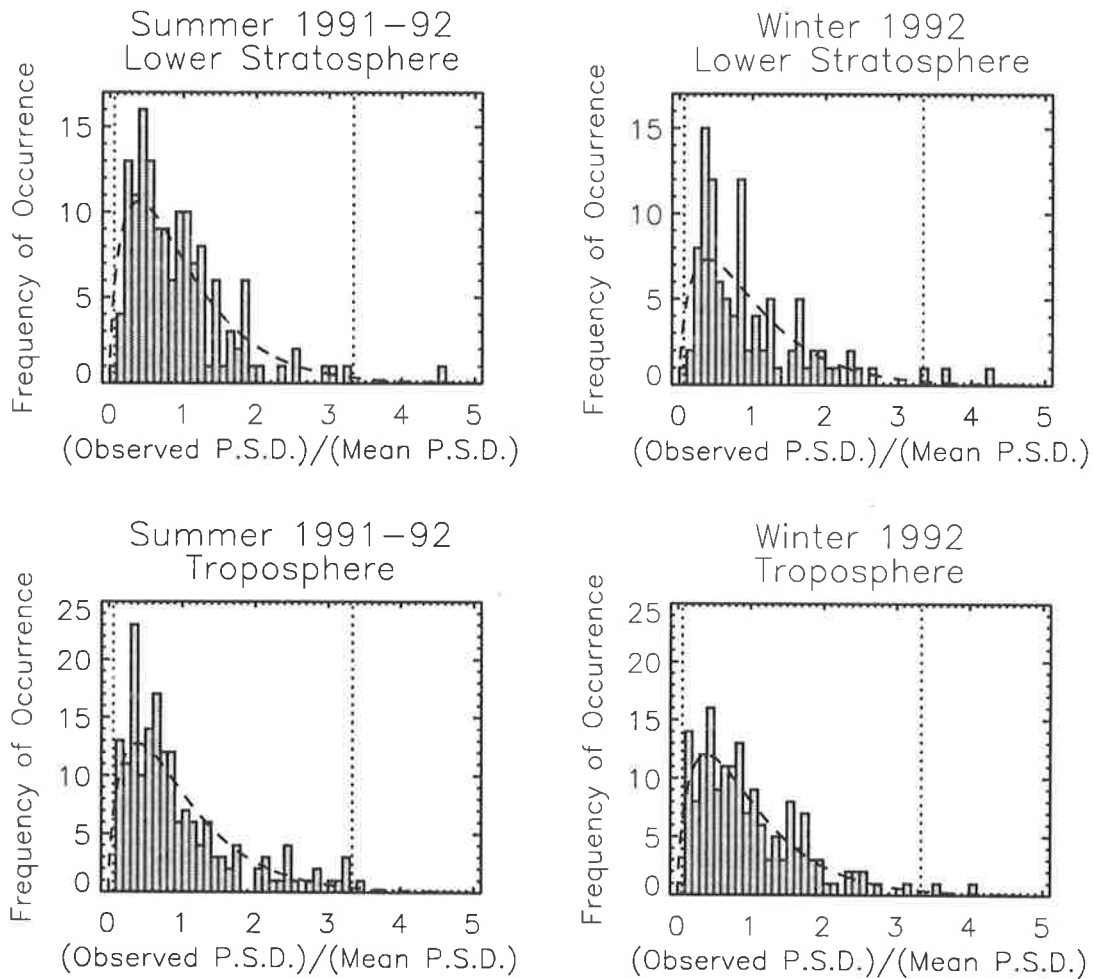 Summer 1991-92
Lower Stratosphere
Frequency of Occurrence
15
10
5
0
0 1 2 3 4 5
(Observed P.S.D.)/(Mean P.S.D.)
Winter 1992
Lower Stratosphere
Frequency of Occurrence
15
10
5
0
0 1 2 3 4 5
(Observed P.S.D.)/(Mean P.S.D.)
Summer 1991-92
Troposphere
Frequency of Occurrence
25
20
15
10
5
0
0 1 2 3 4 5
(Observed P.S.D.)/(Mean P.S.D.)
Winter 1992
Troposphere
Frequency of Occurrence
25
20
15
10
5
0
0 1 2 3 4 5
(Observed P.S.D.)/(Mean P.S.D.)